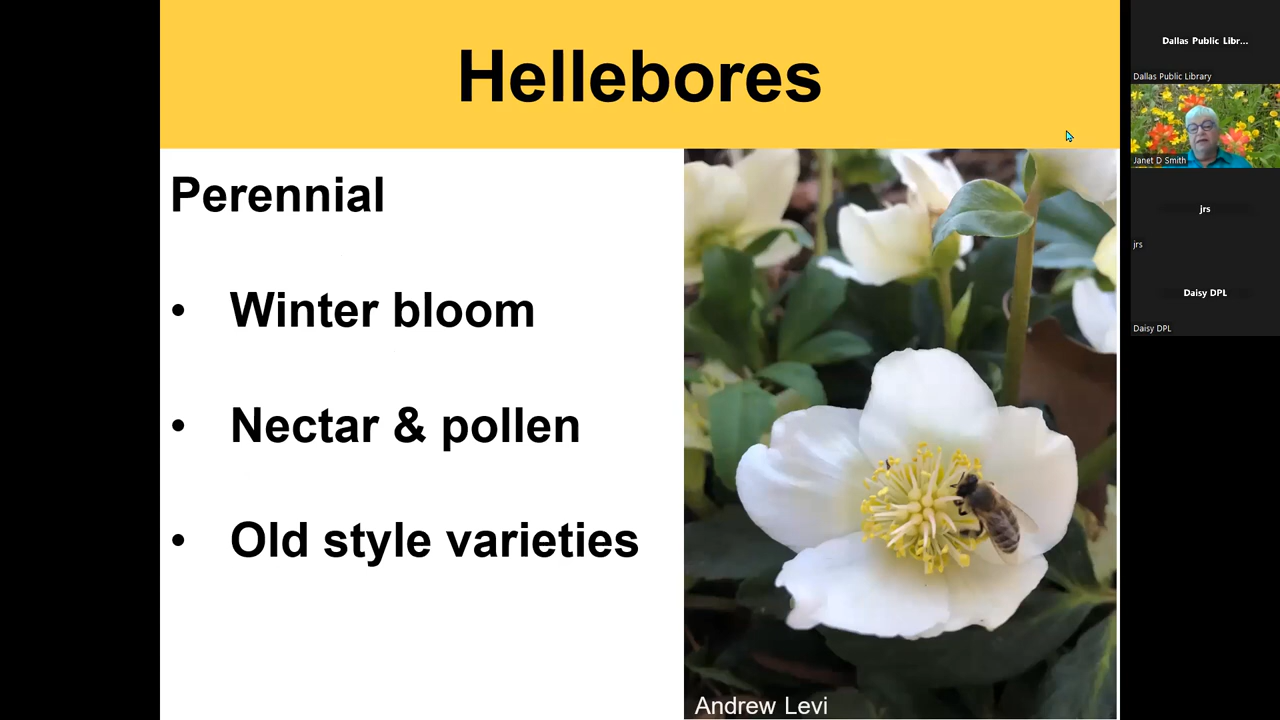 Hellebores
Perennial
• Winter bloom
• Nectar & pollen
• Old style varieties
Andrew Levi
Dallas Public Libr...
Dallas Public Library
Janet D Smith
jrs
jrs
Daisy DPL
Daisy DPL